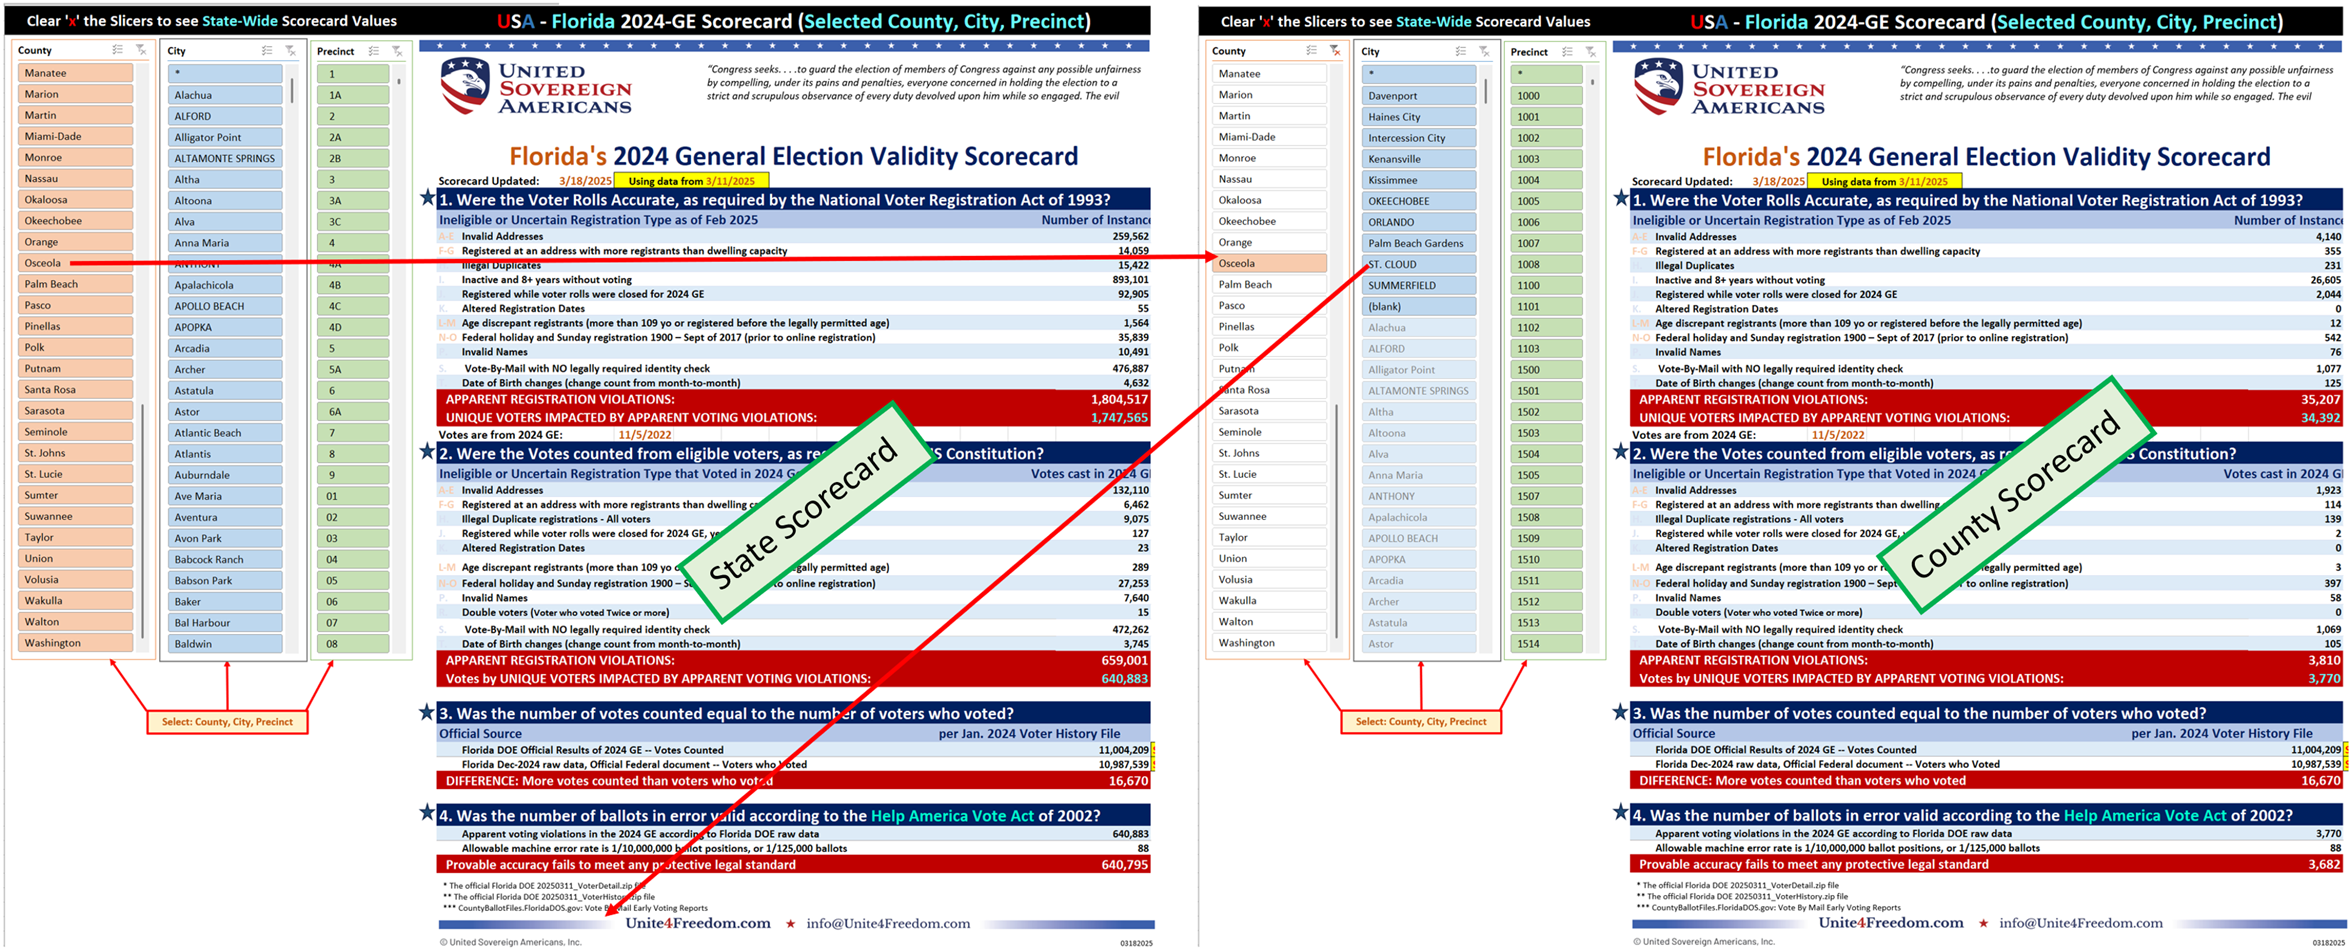 Clear 'x' the Slicers to see State-Wide Scorecard Values
USA - Florida 2024-GE Scorecard (Selected County, City, Precinct)
County
Manatee
Marion
Martin
Miami-Dade
Monroe
Nassau
Okaloosa
Okeechobee
Orange
Osceola
Palm Beach
Pasco
Pinellas
Polk
Putnam
Santa Rosa
Sarasota
Seminole
St. Johns
St. Lucie
Sumter
Suwannee
Taylor
Union
Volusia
Wakulla
Walton
Washington
City
*
Alachua
ALFORD
Alligator Point
ALTAMONTE SPRINGS
Altha
Altoona
Alva
Anna Maria
ANTHONY
Apalachicola
APOLLO BEACH
APOPKA
Arcadia
Archer
Astatula
Astor
Atlantic Beach
Atlantis
Auburndale
Ave Maria
Aventura
Avon Park
Babcock Ranch
Babson Park
Baker
Bal Harbour
Baldwin
Precinct
1
1A
2
2A
2B
3
3A
3C
4
4A
4B
4C
4D
5
5A
6
6A
7
8
9
01
02
03
04
05
06
07
08
Select: County, City, Precinct
UNITED
SOVEREIGN
AMERICANS
"Congress seeks. . . .to guard the election of members of Congress against any possible unfairness
by compelling, under its pains and penalties, everyone concerned in holding the election to a
strict and scrupulous observance of every duty devolved upon him while so engaged. The evil
Florida's 2024 General Election Validity Scorecard
Scorecard Updated: 3/18/2025 Using data from 3/11/2025
1. Were the Voter Rolls Accurate, as required by the National Voter Registration Act of 1993?
Ineligible or Uncertain Registration Type as of Feb 2025 Number of Instanc
A-E Invalid Addresses 259,562
F-G Registered at an address with more registrants than dwelling capacity 14,059
Illegal Duplicates 15,422
I. Inactive and 8+ years without voting 893,101
Registered while voter rolls were closed for 2024 GE 92,905
K. Altered Registration Dates 55
L-M Age discrepant registrants (more than 109 yo or registered before the legally permitted age) 1,564
N-O Federal holiday and Sunday registration 1900 – Sept of 2017 (prior to online registration) 35,839
Invalid Names 10,491
S. Vote-By-Mail with NO legally required identity check 476,887
Date of Birth changes (change count from month-to-month) 4,632
APPARENT REGISTRATION VIOLATIONS: 1,804,517
UNIQUE VOTERS IMPACTED BY APPARENT VOTING VIOLATIONS: 1,747,565
Votes are from 2024 GE: 11/5/2022
2. Were the Votes counted from eligible voters, as re S Constitution?
Ineligible or Uncertain Registration Type that Voted in 2024 G Votes cast in 2024 G
A-E Invalid Addresses 132,110
F-G Registered at an address with more registrants than dwelling c 6,462
Illegal Duplicate registrations - All voters 9,075
J. Registered while voter rolls were closed for 2024 GE, ye 127
Altered Registration Dates 23
L-M Age discrepant registrants (more than 109 yo o egally permitted age) 289
N-O Federal holiday and Sunday registration 1900 – S to online registration) 27,253
P. Invalid Names 7,640
Double voters (Voter who voted Twice or more) 15
S. Vote-By-Mail with NO legally required identity check 472,262
Date of Birth changes (change count from month-to-month) 3,745
APPARENT REGISTRATION VIOLATIONS: 659,001
Votes by UNIQUE VOTERS IMPACTED BY APPARENT VOTING VIOLATIONS: 640,883
State Scorecard
3. Was the number of votes counted equal to the number of voters who voted?
Official Source per Jan. 2024 Voter History File
Florida DOE Official Results of 2024 GE -- Votes Counted 11,004,209
Florida Dec-2024 raw data, Official Federal document -- Voters who Voted 10,987,539
DIFFERENCE: More votes counted than voters who voted 16,670
4. Was the number of ballots in error valid according to the Help America Vote Act of 2002?
Apparent voting violations in the 2024 GE according to Florida DOE raw data 640,883
Allowable machine error rate is 1/10,000,000 ballot positions, or 1/125,000 ballots 88
Provable accuracy fails to meet any protective legal standard 640,795
* The official Florida DOE 20250311_VoterDetail.zip file
** The official Florida DOE 20250311_VoterHistory.zip file
*** CountyBallotFiles.FloridaDOS.gov: Vote By Mail Early Voting Reports
Unite4Freedom.com ★ info@Unite4Freedom.com
© United Sovereign Americans, Inc. 03182025
Clear 'x' the Slicers to see State-Wide Scorecard Values
USA - Florida 2024-GE Scorecard (Selected County, City, Precinct)
County
Manatee
Marion
Martin
Miami-Dade
Monroe
Nassau
Okaloosa
Okeechobee
Orange
Osceola
Palm Beach
Pasco
Pinellas
Polk
Putnam
Santa Rosa
Sarasota
Seminole
St. Johns
St. Lucie
Sumter
Suwannee
Taylor
Union
Volusia
Wakulla
Walton
Washington
City
*
Davenport
Haines City
Intercession City
Kenansville
Kissimmee
OKEECHOBEE
ORLANDO
Palm Beach Gardens
ST. CLOUD
SUMMERFIELD
(blank)
Alachua
ALFORD
Alligator Point
ALTAMONTE SPRINGS
Altha
Altoona
Alva
Anna Maria
ANTHONY
Apalachicola
APOLLO BEACH
APOPKA
Arcadia
Archer
Astatula
Astor
Precinct
*
1000
1001
1002
1003
1004
1005
1006
1007
1008
1100
1101
1102
1103
1500
1501
1502
1503
1504
1505
1507
1508
1509
1510
1511
1512
1513
1514
Select: County, City, Precinct
UNITED
SOVEREIGN
AMERICANS
"Congress seeks. . . .to guard the election of members of Congress against any possible unfairness
by compelling, under its pains and penalties, everyone concerned in holding the election to a
strict and scrupulous observance of every duty devolved upon him while so engaged. The evil
Florida's 2024 General Election Validity Scorecard
Scorecard Updated: 3/18/2025 Using data from 3/11/2025
1. Were the Voter Rolls Accurate, as required by the National Voter Registration Act of 1993?
Ineligible or Uncertain Registration Type as of Feb 2025 Number of Instanc
A-E Invalid Addresses 4,140
F-G Registered at an address with more registrants than dwelling capacity 355
Illegal Duplicates 231
I. Inactive and 8+ years without voting 26,605
Registered while voter rolls were closed for 2024 GE 2,044
K. Altered Registration Dates 0
L-M Age discrepant registrants (more than 109 yo or registered before the legally permitted age) 12
N-O Federal holiday and Sunday registration 1900 – Sept of 2017 (prior to online registration) 542
Invalid Names 76
S. Vote-By-Mail with NO legally required identity check 1,077
Date of Birth changes (change count from month-to-month) 125
APPARENT REGISTRATION VIOLATIONS: 35,207
UNIQUE VOTERS IMPACTED BY APPARENT VOTING VIOLATIONS: 34,392
Votes are from 2024 GE: 11/5/2022
2. Were the Votes counted from eligible voters, as re S Constitution?
Ineligible or Uncertain Registration Type that Voted in 2024 G Votes cast in 2024 G
A-E Invalid Addresses 1,923
F-G Registered at an address with more registrants than dwelling 114
Illegal Duplicate registrations - All voters 139
J. Registered while voter rolls were closed for 2024 GE, 2
Altered Registration Dates 0
L-M Age discrepant registrants (more than 109 yo or r legally permitted age) 3
N-O Federal holiday and Sunday registration 1900 – Sept to online registration) 397
P. Invalid Names 58
Double voters (Voter who voted Twice or more) 0
S. Vote-By-Mail with NO legally required identity check 1,069
Date of Birth changes (change count from month-to-month) 105
APPARENT REGISTRATION VIOLATIONS: 3,810
Votes by UNIQUE VOTERS IMPACTED BY APPARENT VOTING VIOLATIONS: 3,770
County Scorecard
3. Was the number of votes counted equal to the number of voters who voted?
Official Source per Jan. 2024 Voter History File
Florida DOE Official Results of 2024 GE -- Votes Counted 11,004,209
Florida Dec-2024 raw data, Official Federal document -- Voters who Voted 10,987,539
DIFFERENCE: More votes counted than voters who voted 16,670
4. Was the number of ballots in error valid according to the Help America Vote Act of 2002?
Apparent voting violations in the 2024 GE according to Florida DOE raw data 3,770
Allowable machine error rate is 1/10,000,000 ballot positions, or 1/125,000 ballots 88
Provable accuracy fails to meet any protective legal standard 3,682
* The official Florida DOE 20250311_VoterDetail.zip file
** The official Florida DOE 20250311_VoterHistory.zip file
*** CountyBallotFiles.FloridaDOS.gov: Vote By Mail Early Voting Reports
Unite4Freedom.com ★ info@Unite4Freedom.com
© United Sovereign Americans, Inc. 03182025